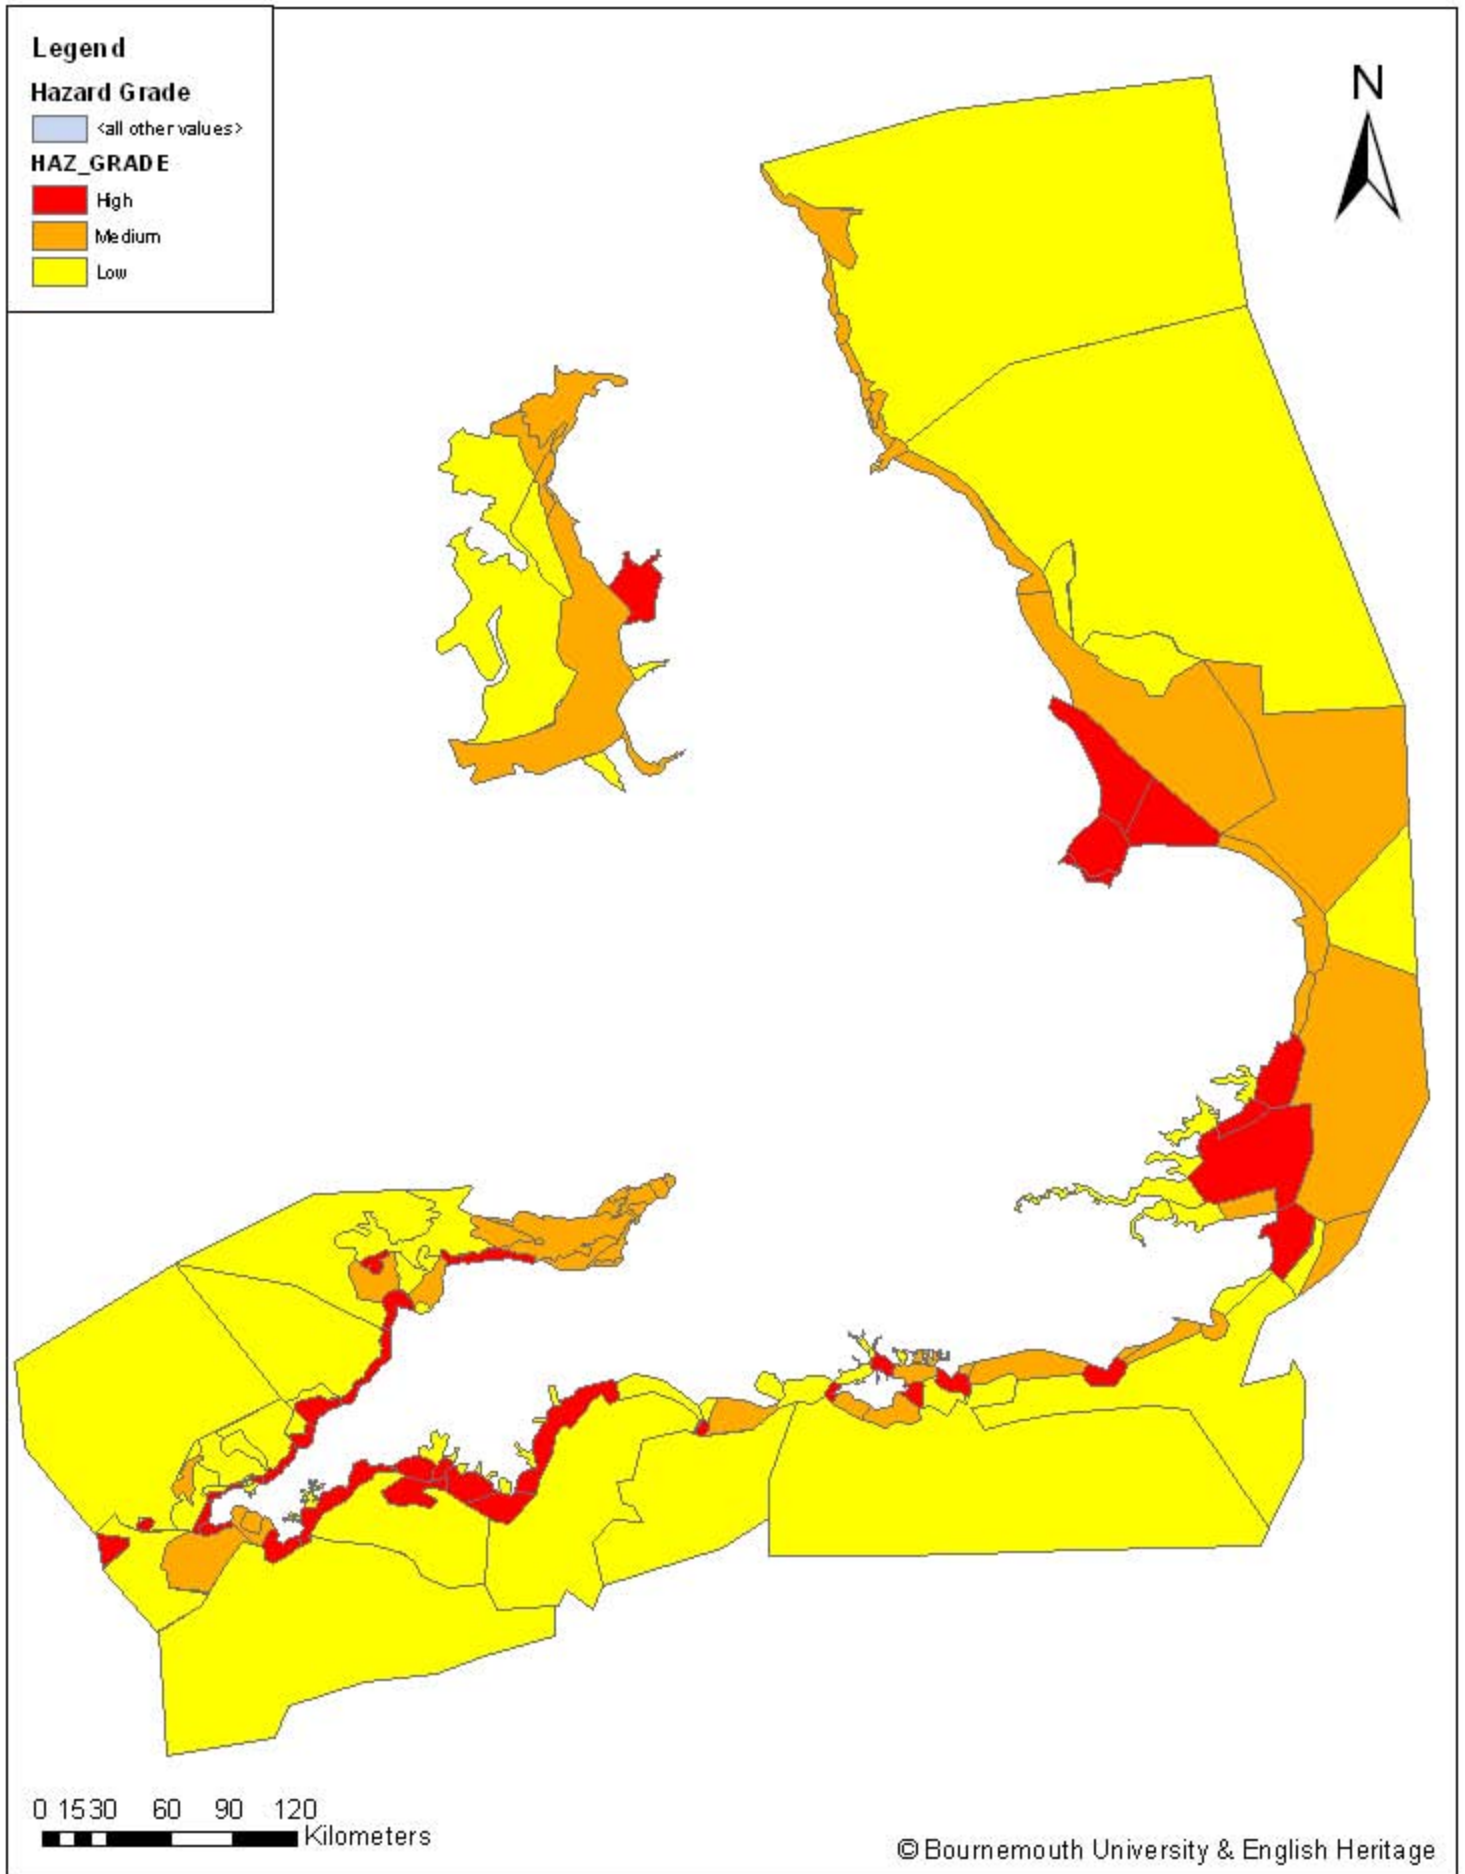 Legend
Hazard Grade
<all other values>
HAZ_GRADE
High
Medium
Low
N
0 15 30 60 90 120
Kilometers
© Bournemouth University & English Heritage